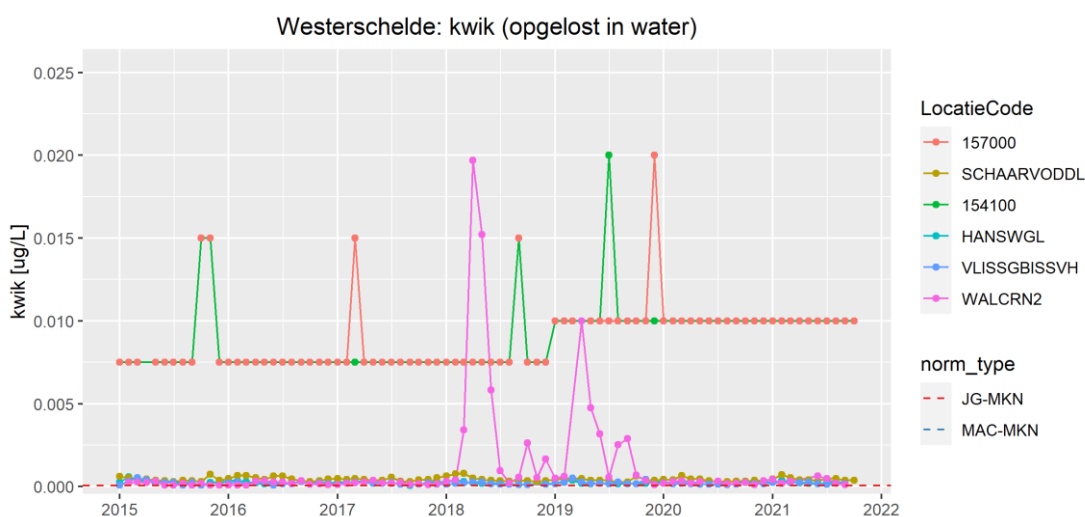 Westerschelde: kwik (opgelost in water)
kwik [ug/L]
0.025
0.020
0.015
0.010
0.005
0.000
2015 2016 2017 2018 2019 2020 2021 2022
LocatieCode
157000
SCHAARVODDL
154100
HANSWGL
VLISSGBISSVH
WALCRN2
norm_type
JG-MKN
MAC-MKN